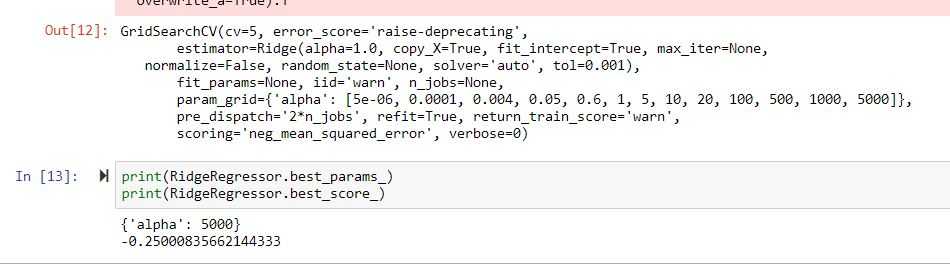 overwrite_a=True).T
Out[12]: GridSearchCV(cv=5, error_score='raise-deprecating',
estimator=Ridge(alpha=1.0, copy_X=True, fit_intercept=True, max_iter=None,
normalize=False, random_state=None, solver='auto', tol=0.001),
fit_params=None, iid='warn', n_jobs=None,
param_grid={'alpha': [5e-06, 0.0001, 0.004, 0.05, 0.6, 1, 5, 10, 20, 100, 500, 1000, 5000]},
pre_dispatch='2*n_jobs', refit=True, return_train_score='warn',
scoring='neg_mean_squared_error', verbose=0)
In [13]: print(RidgeRegressor.best_params_)
print(RidgeRegressor.best_score_)
{'alpha': 5000}
-0.25000835662144333